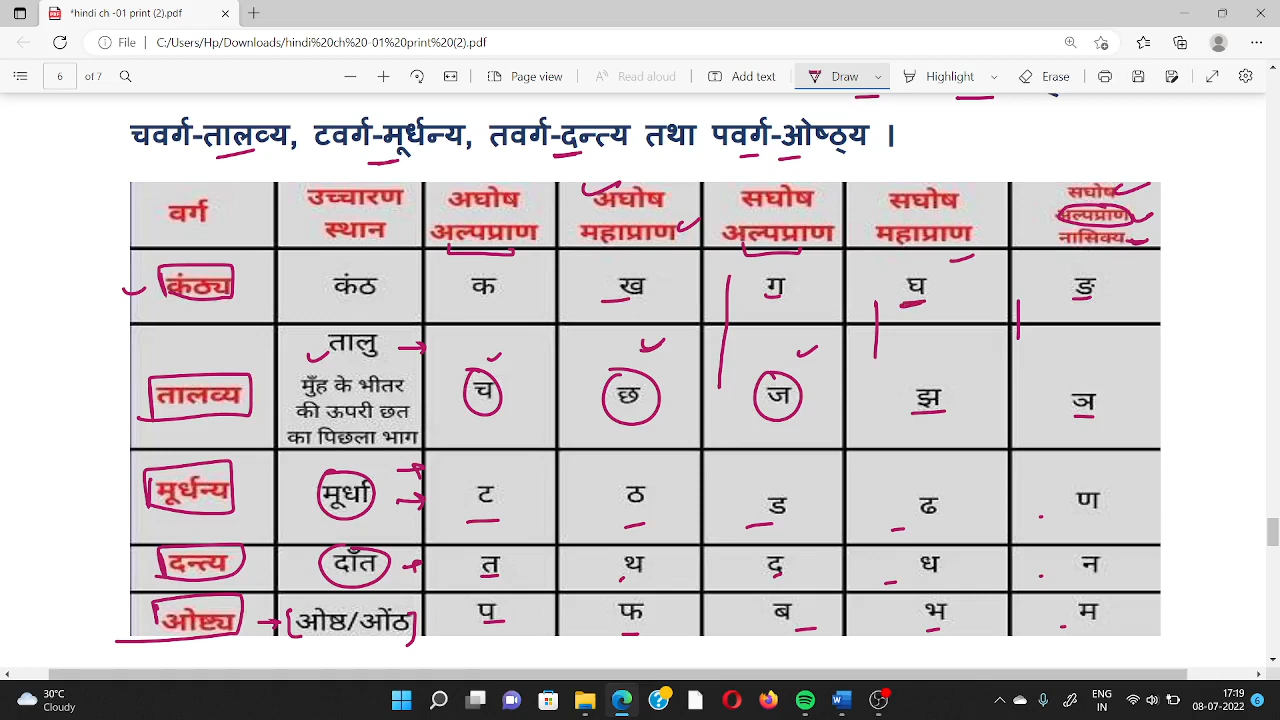 *hindi ch -01 print (2).pdf
File C:/Users/Hp/Downloads/hindi%20ch%20-01%20print%20(2).pdf
6 of 7 Page view Read aloud Add text Draw Highlight Erase
चवर्ग-तालव्य, टवर्ग-मूर्धन्य, तवर्ग-दन्त्य तथा पवर्ग-ओष्ठ्य ।
वर्ग उच्चारण स्थान अघोष अल्पप्राण अघोष महाप्राण सघोष अल्पप्राण सघोष महाप्राण सघोष अल्पप्राण नासिक्य
कंठ्य कंठ क ख ग घ ङ
तालव्य तालु मुँह के भीतर की ऊपरी छत का पिछला भाग च छ ज झ ञ
मूर्धन्य मूर्धा ट ठ ड ढ ण
दन्त्य दाँत त थ द ध न
ओष्ट्य ओष्ठ/ओंठ प फ ब भ म
30°C
Cloudy
ENG
IN
17:19
08-07-2022
6